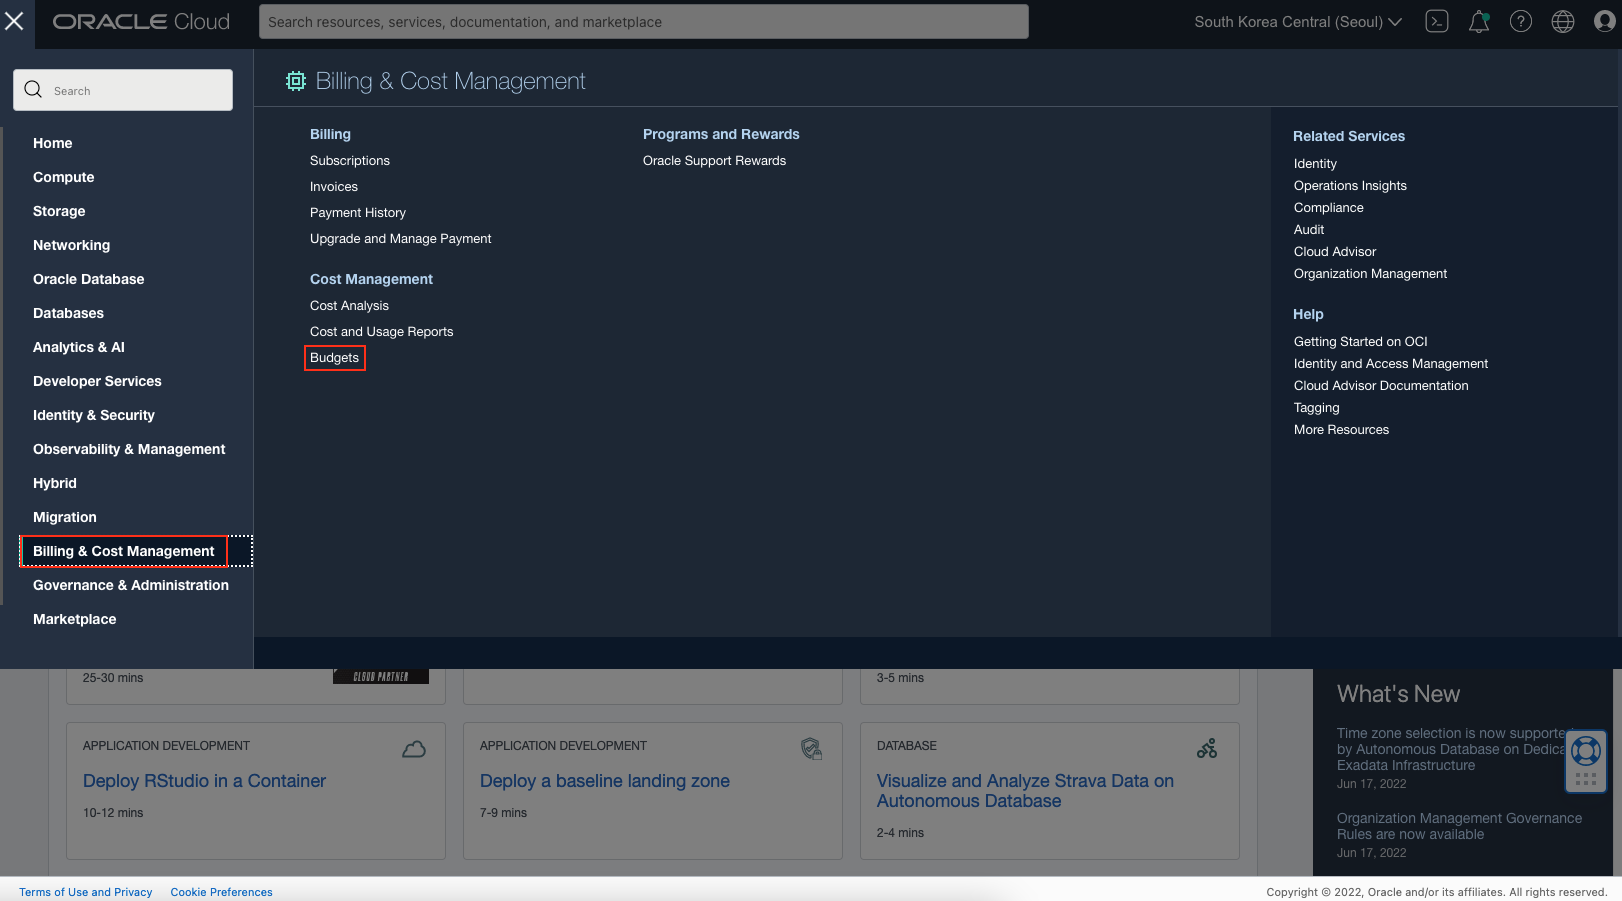 ORACLE Cloud
Search resources, services, documentation, and marketplace
South Korea Central (Seoul)
Search
Home
Compute
Storage
Networking
Oracle Database
Databases
Analytics & AI
Developer Services
Identity & Security
Observability & Management
Hybrid
Migration
Billing & Cost Management
Governance & Administration
Marketplace
Billing & Cost Management
Billing
Subscriptions
Invoices
Payment History
Upgrade and Manage Payment
Cost Management
Cost Analysis
Cost and Usage Reports
Budgets
Programs and Rewards
Oracle Support Rewards
Related Services
Identity
Operations Insights
Compliance
Audit
Cloud Advisor
Organization Management
Help
Getting Started on OCI
Identity and Access Management
Cloud Advisor Documentation
Tagging
More Resources
25-30 mins
CLOUD PARTNER
3-5 mins
APPLICATION DEVELOPMENT
Deploy RStudio in a Container
10-12 mins
APPLICATION DEVELOPMENT
Deploy a baseline landing zone
7-9 mins
DATABASE
Visualize and Analyze Strava Data on
Autonomous Database
2-4 mins
What's New
Time zone selection is now supporte
by Autonomous Database on Dedica
Exadata Infrastructure
Jun 17, 2022
Organization Management Governance
Rules are now available
Jun 17, 2022
Terms of Use and Privacy
Cookie Preferences
Copyright © 2022, Oracle and/or its affiliates. All rights reserved.